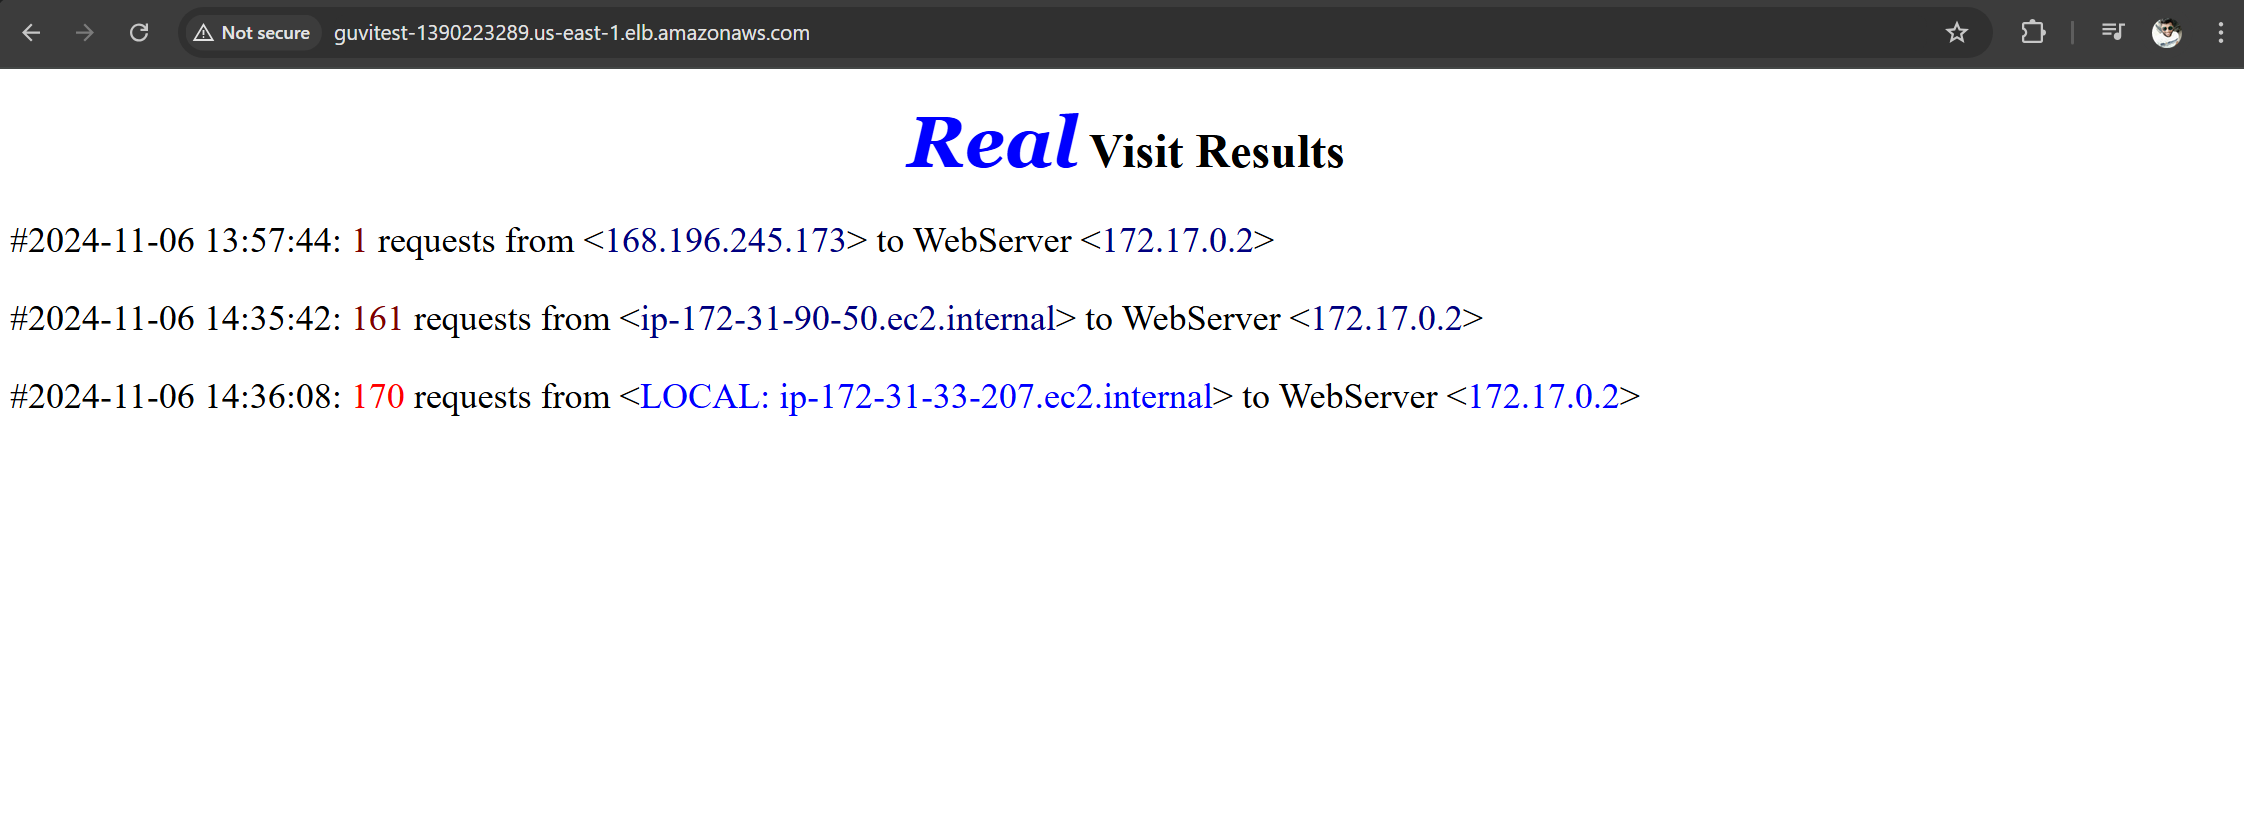 Not secure guvitest-1390223289.us-east-1.elb.amazonaws.com
Real Visit Results
#2024-11-06 13:57:44: 1 requests from <168.196.245.173> to WebServer <172.17.0.2>
#2024-11-06 14:35:42: 161 requests from <ip-172-31-90-50.ec2.internal> to WebServer <172.17.0.2>
#2024-11-06 14:36:08: 170 requests from <LOCAL: ip-172-31-33-207.ec2.internal> to WebServer <172.17.0.2>